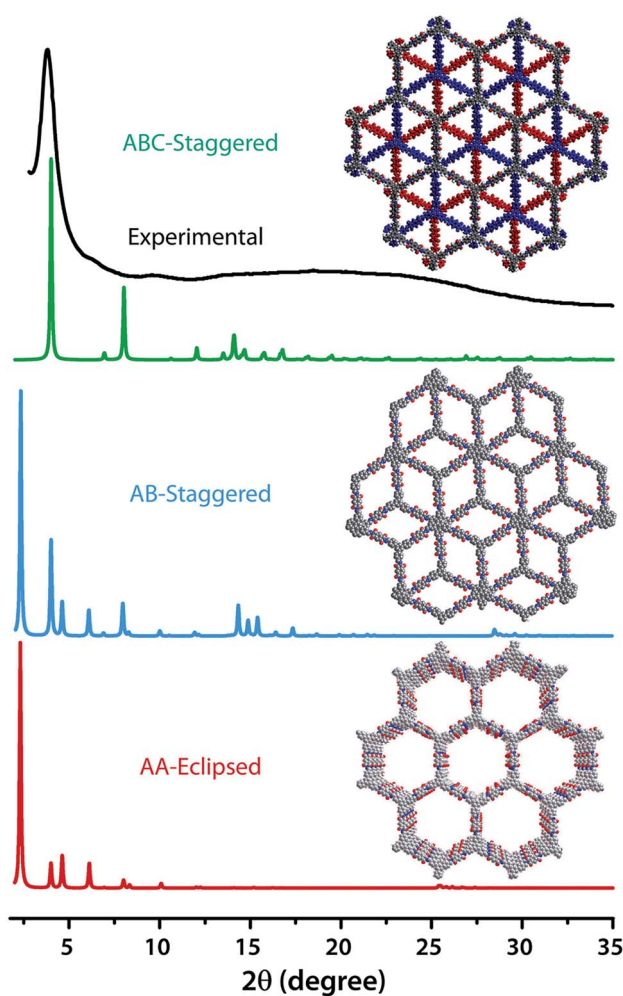 ABC-Staggered
Experimental
AB-Staggered
AA-Eclipsed
5 10 15 20 25 30 35
2θ (degree)